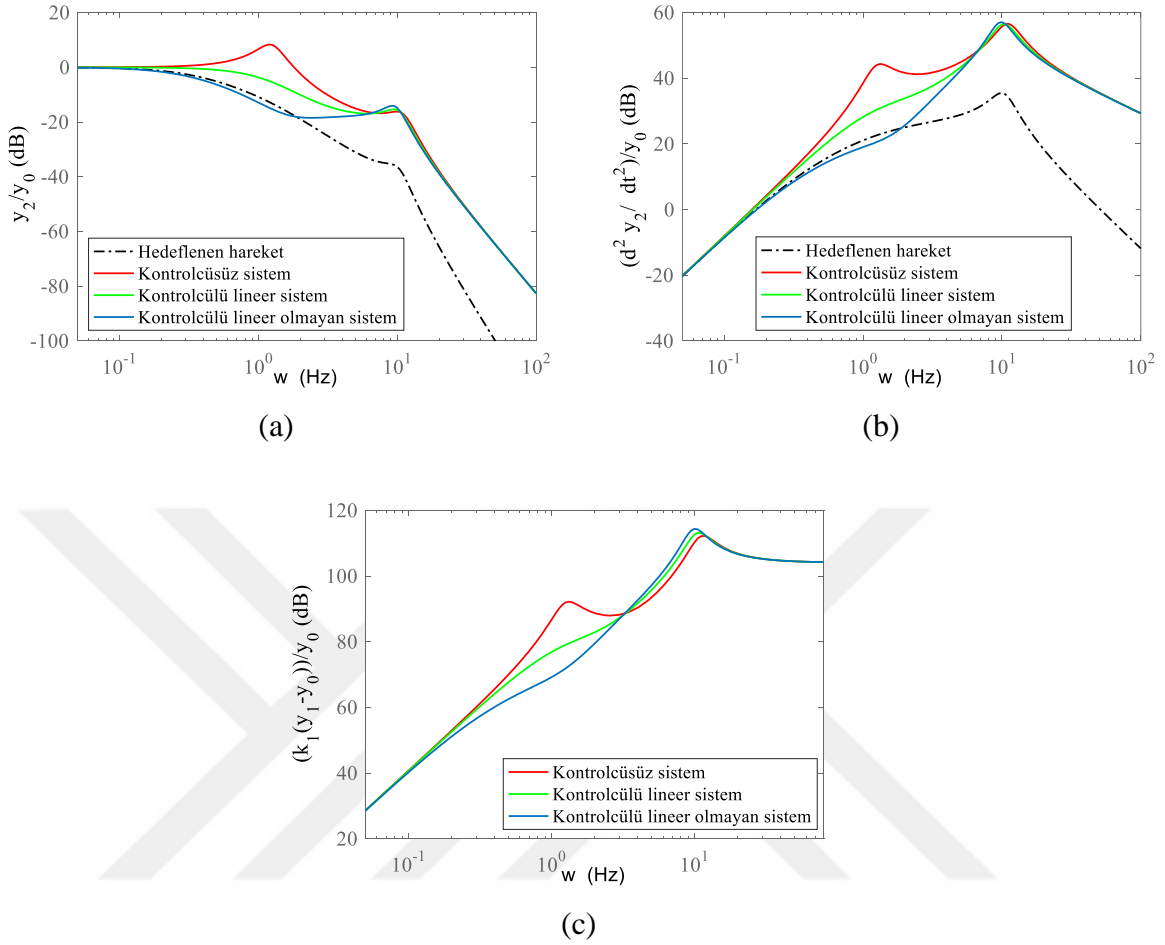 20
0
-20
-40
-60
-80
-100
y2/y0 (dB)
Hedeflenen hareket
Kontrolcüsüz sistem
Kontrolcülü lineer sistem
Kontrolcülü lineer olmayan sistem
10^-1
10^0
10^1
10^2
w (Hz)
(a)
60
40
20
0
-20
-40
(d^2 y2/ dt^2)/y0 (dB)
Hedeflenen hareket
Kontrolcüsüz sistem
Kontrolcülü lineer sistem
Kontrolcülü lineer olmayan sistem
10^-1
10^0
10^1
10^2
w (Hz)
(b)
120
100
80
60
40
20
(k1(y1-y0))/y0 (dB)
Kontrolcüsüz sistem
Kontrolcülü lineer sistem
Kontrolcülü lineer olmayan sistem
10^-1
10^0
10^1
w (Hz)
(c)